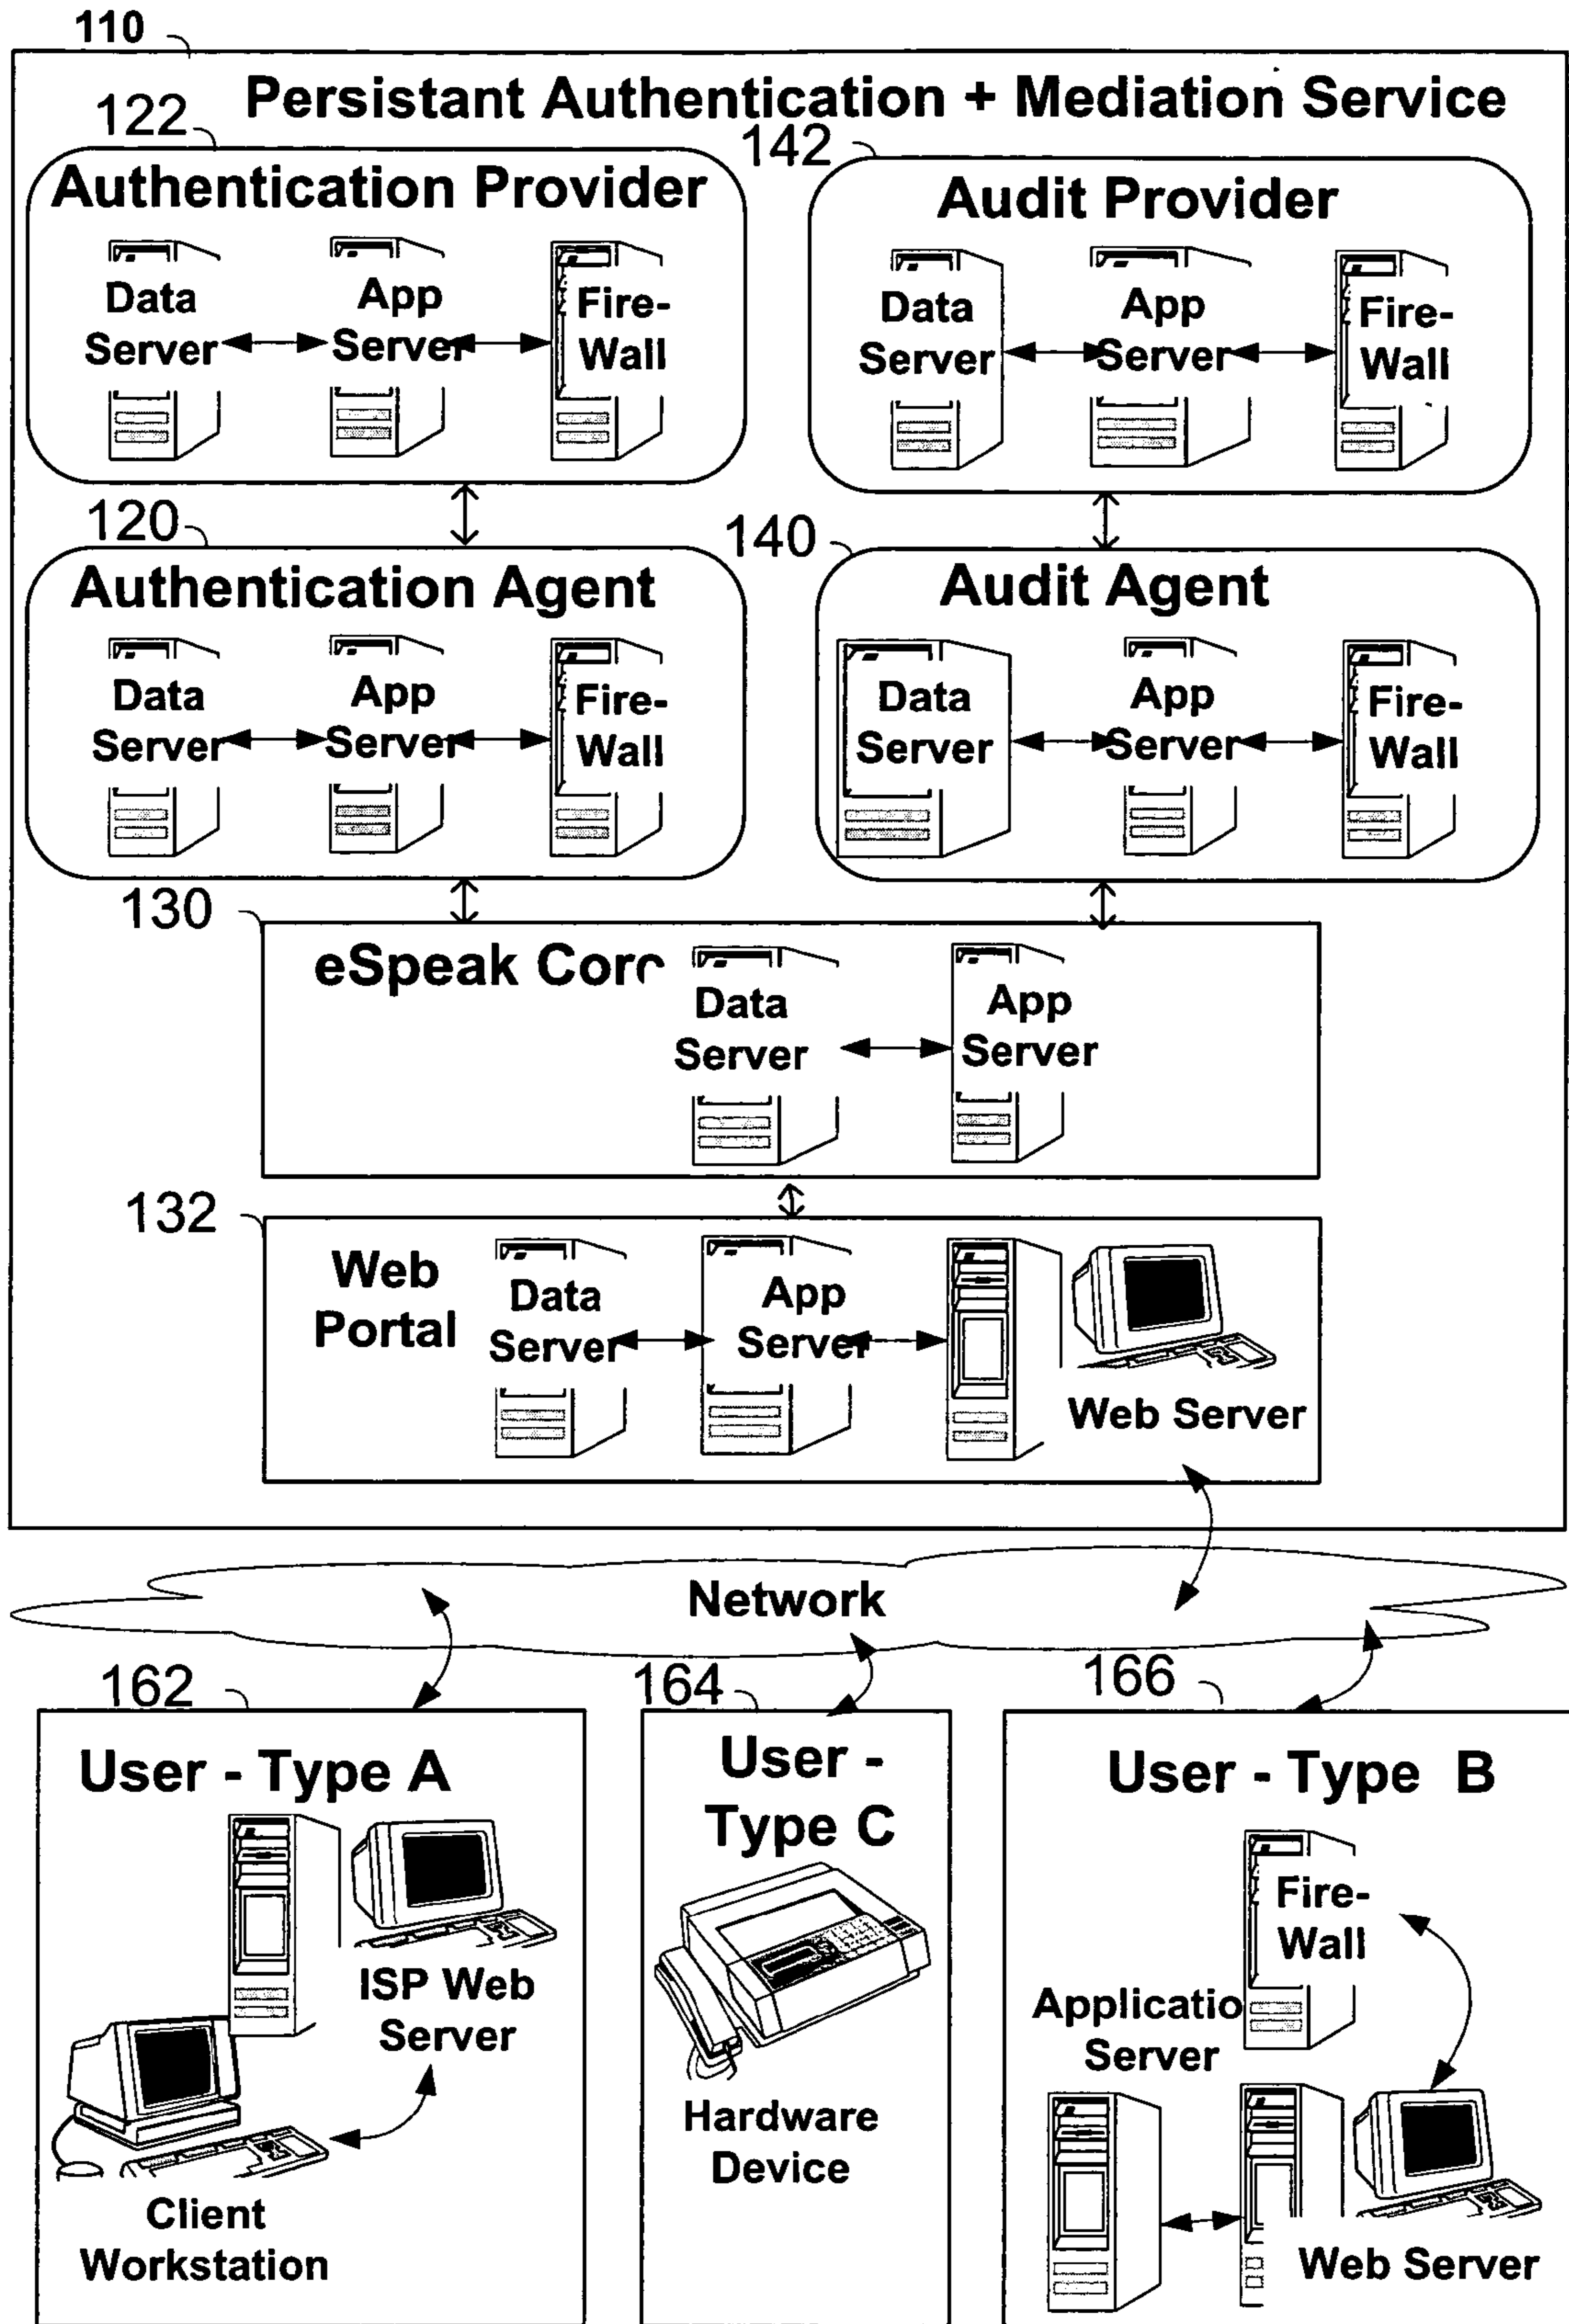 110
Persistant Authentication + Mediation Service
122
Authentication Provider
Data
Server
App
Server
Fire-
Wall
142
Audit Provider
Data
Server
App
Server
Fire-
Wall
120
Authentication Agent
Data
Server
App
Server
Fire-
Wall
140
Audit Agent
Data
Server
App
Server
Fire-
Wall
130
eSpeak
Data
Server
App
Server
132
Web
Portal
Data
Server
App
Server
Web Server
Network
162
User - Type A
ISP Web
Server
Client
Workstation
164
User -
Type C
Hardware
Device
166
User - Type B
Fire-
Wall
Applicatio
Server
Web Server